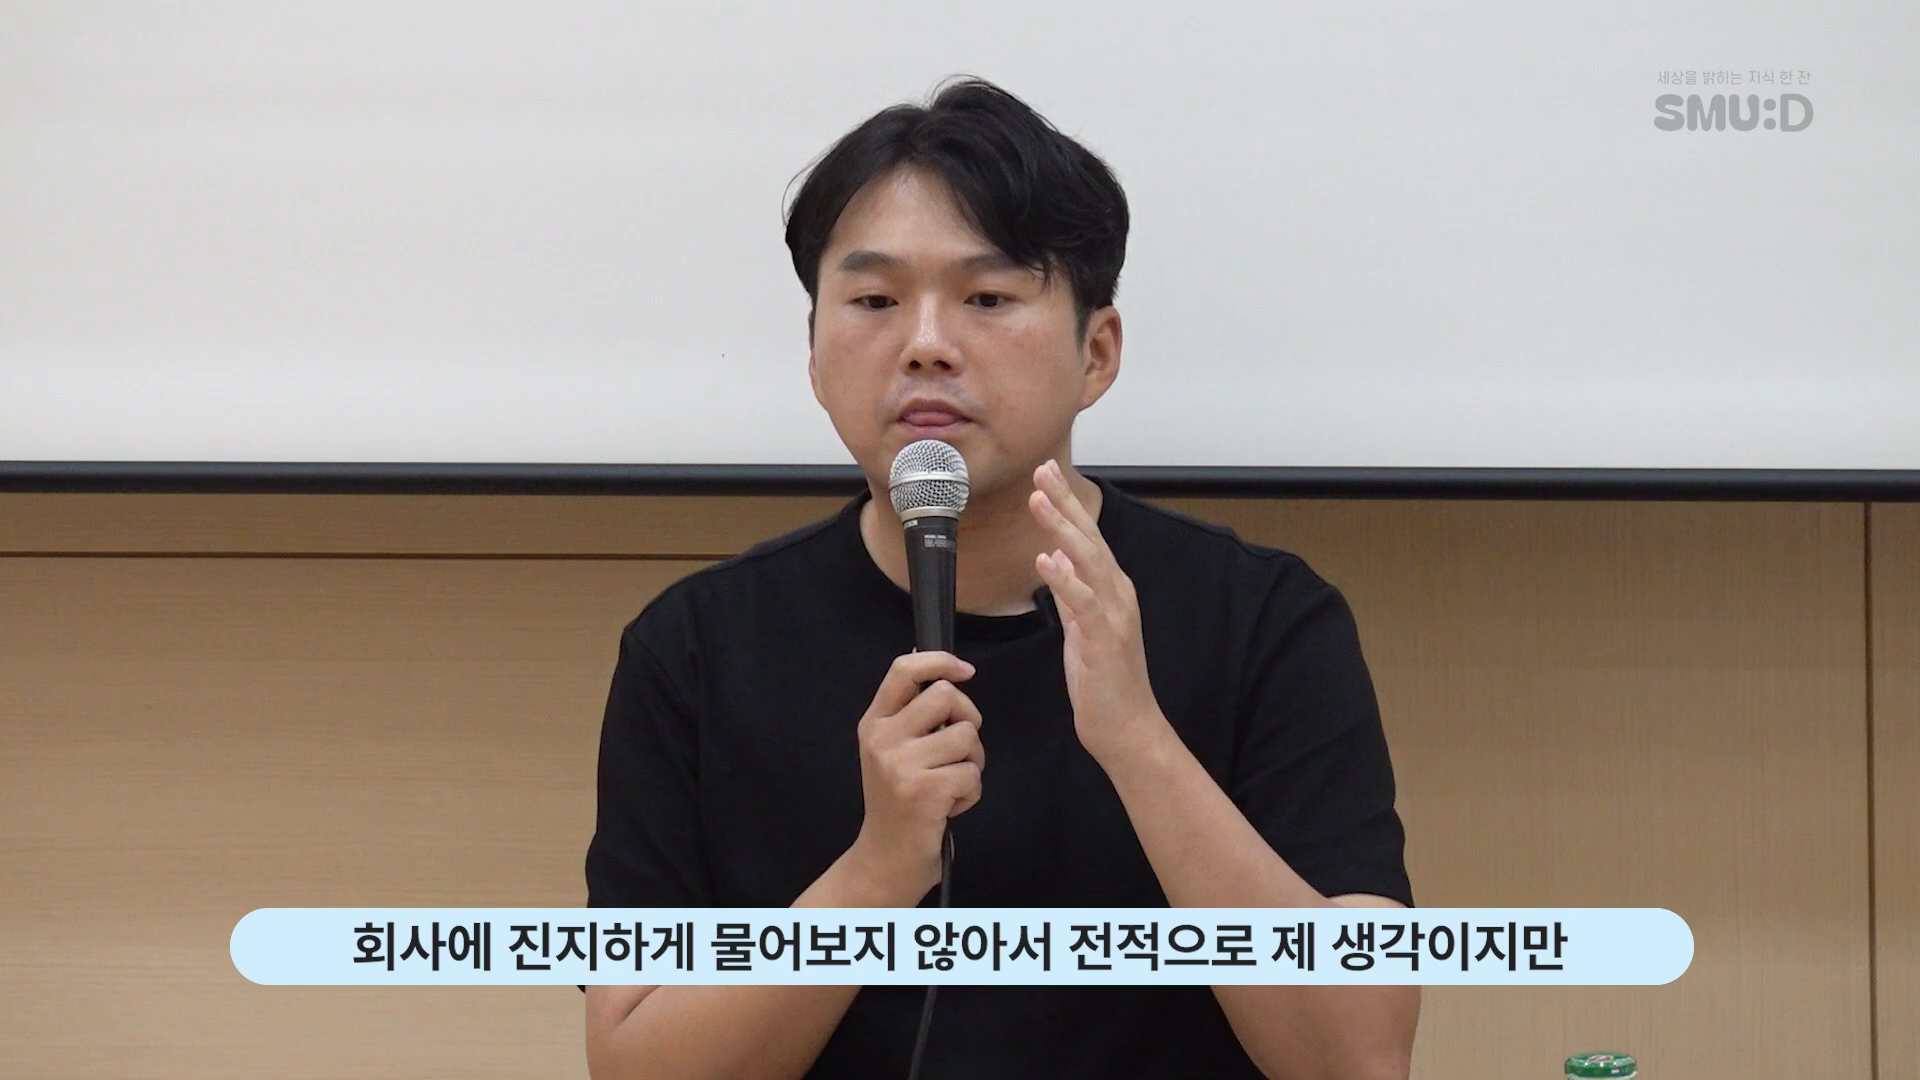 세상을 밝히는 지식 한 잔
SMU:D
회사에 진지하게 물어보지 않아서 전적으로 제 생각이지만